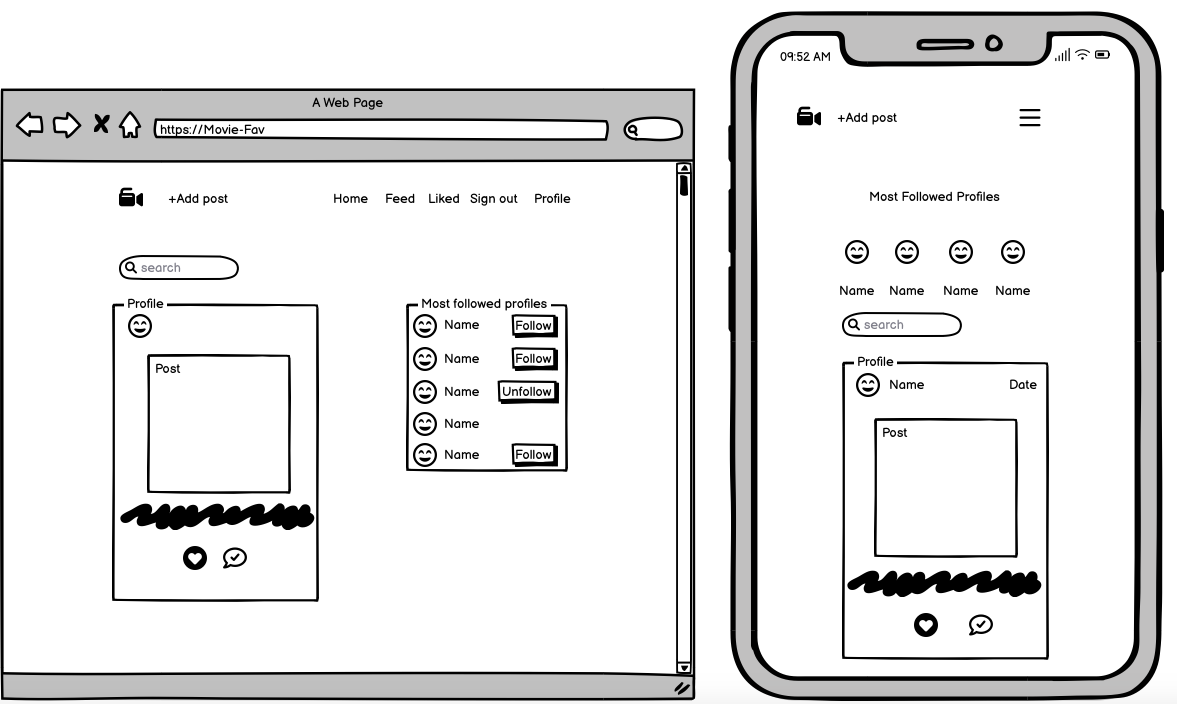 A Web Page
https://Movie-Fav
+Add post
Home Feed Liked Sign out Profile
search
Profile
Post
Most followed profiles
Name Follow
Name Follow
Name Unfollow
Name
Name Follow
09:52 AM
+Add post
Most Followed Profiles
Name Name Name Name
search
Profile
Name Date
Post